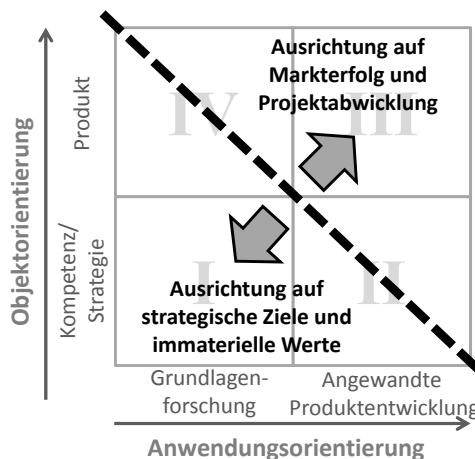 Ausrichtung auf
Markterfolg und
Projektabwicklung
IV
III
Objektorientierung
Produkt
Kompetenz/
Strategie
I
II
Ausrichtung auf
strategische Ziele und
immaterielle Werte
Grundlagen-
forschung
Angewandte
Produktentwicklung
Anwendungsorientierung